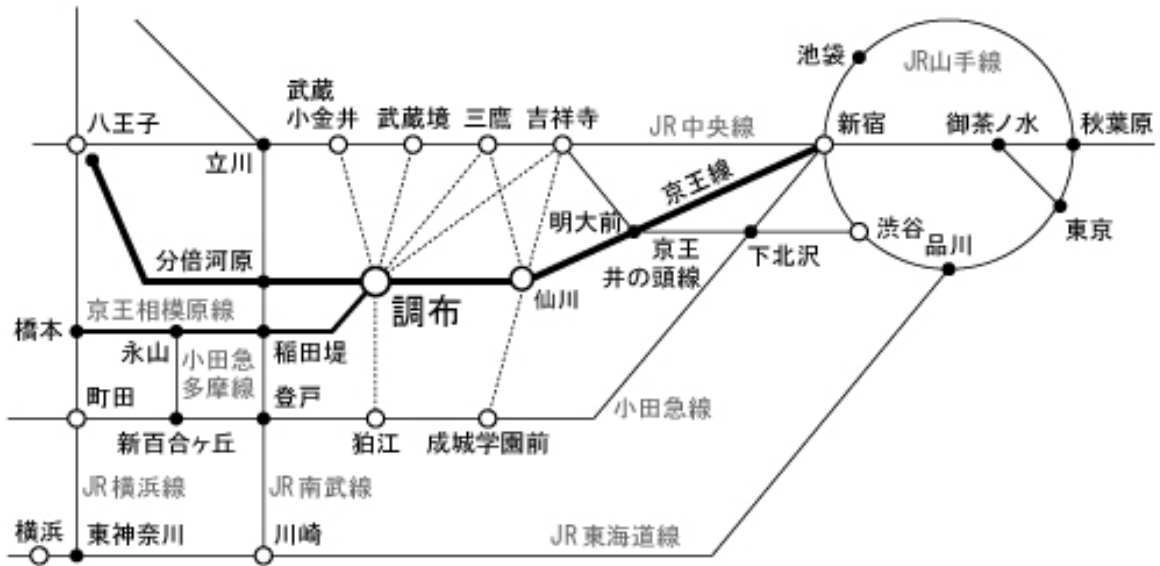 池袋
JR山手線
武蔵
小金井
武蔵境
三鷹
吉祥寺
JR中央線
新宿
御茶ノ水
秋葉原
八王子
立川
京王線
明大前
京王
井の頭線
下北沢
渋谷
品川
東京
分倍河原
調布
仙川
京王相模原線
橋本
永山
小田急
多摩線
稲田堤
町田
登戸
小田急線
新百合ヶ丘
狛江
成城学園前
JR横浜線
JR南武線
横浜
東神奈川
川崎
JR東海道線